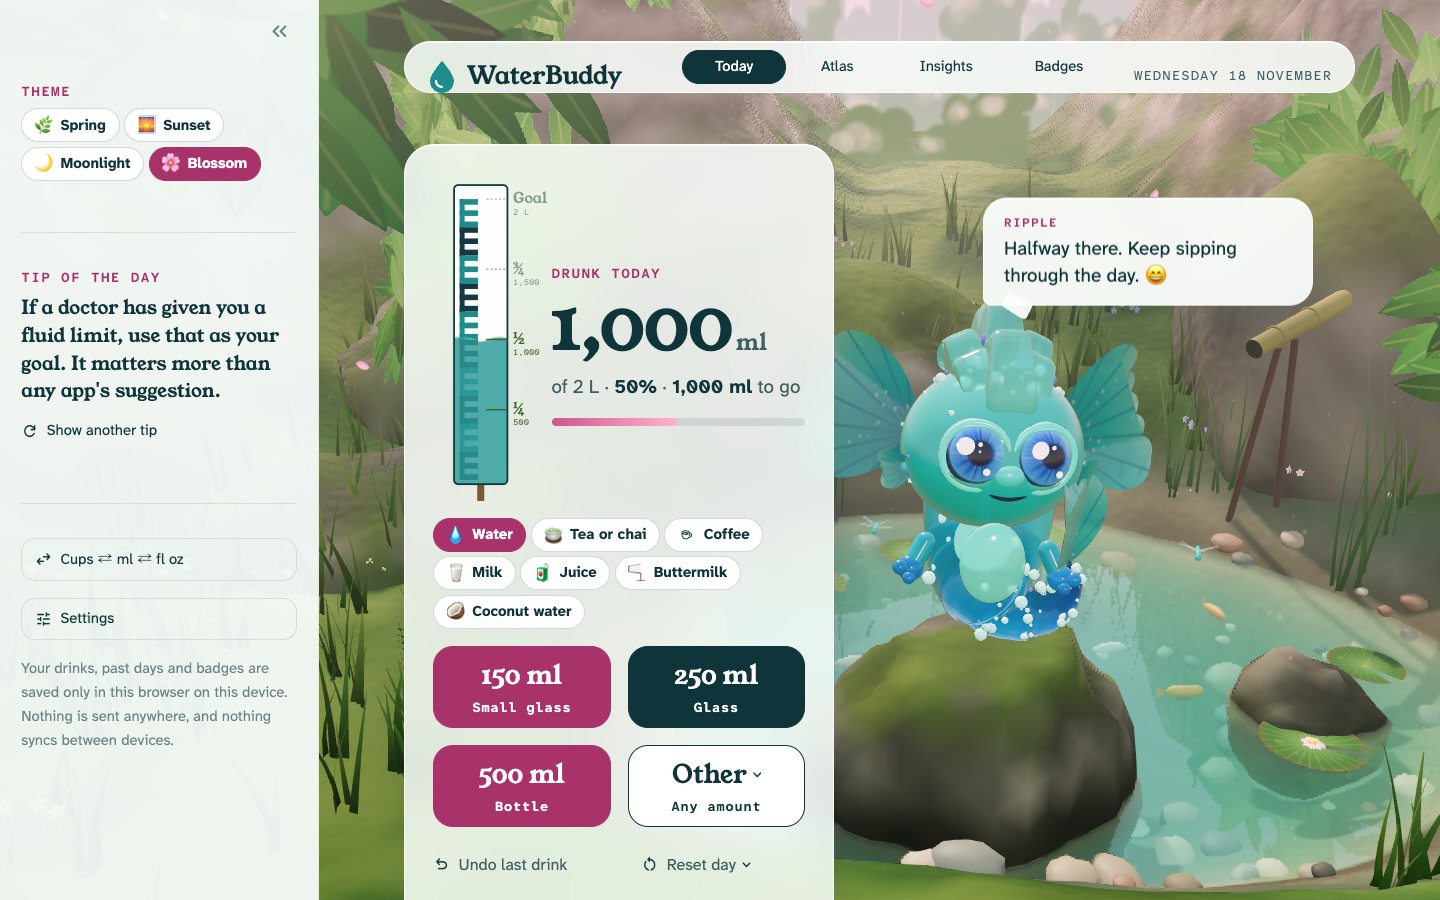 THEME
Spring
Sunset
Moonlight
Blossom
TIP OF THE DAY
If a doctor has given you a
fluid limit, use that as your
goal. It matters more than
any app's suggestion.
Show another tip
Cups ⇄ ml ⇄ fl oz
Settings
Your drinks, past days and badges are
saved only in this browser on this device.
Nothing is sent anywhere, and nothing
syncs between devices.
WaterBuddy
Today
Atlas
Insights
Badges
WEDNESDAY 18 NOVEMBER
Goal
2 L
¾
1,500
½
1,000
¼
500
DRUNK TODAY
1,000 ml
of 2 L · 50% · 1,000 ml to go
Water
Tea or chai
Coffee
Milk
Juice
Buttermilk
Coconut water
150 ml
Small glass
250 ml
Glass
500 ml
Bottle
Other
Any amount
Undo last drink
Reset day
RIPPLE
Halfway there. Keep sipping
through the day. 😄